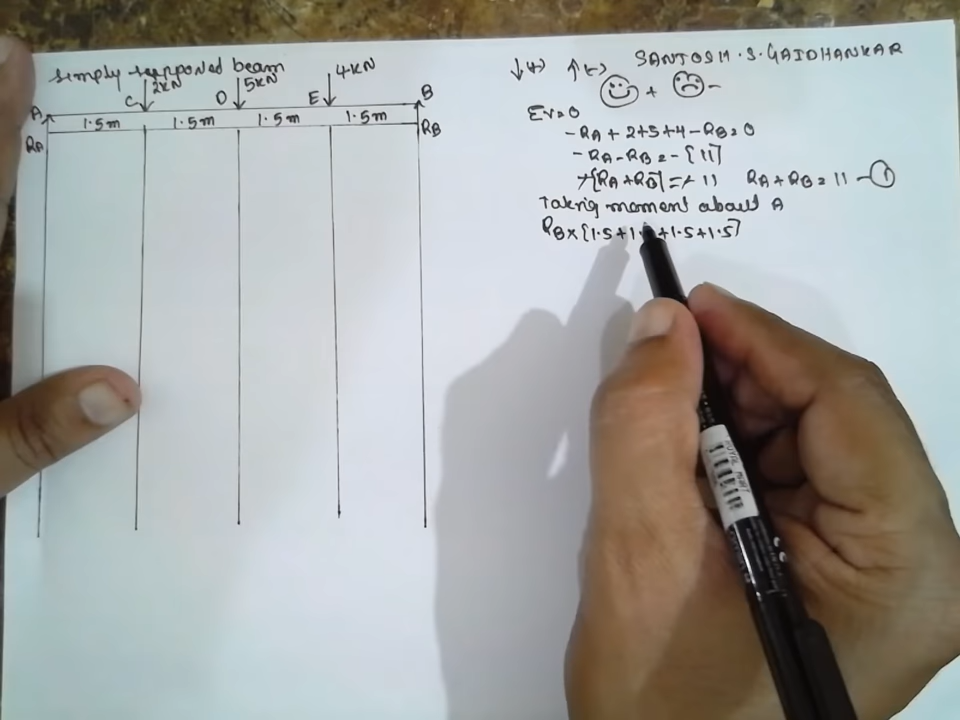 Simply supported beam
2KN 5KN 4KN
A C D E B
1.5m 1.5m 1.5m 1.5m
RA RB
SANTOSH.S.GAIDHANKAR
↓(+) ↑(-) + -
ΣV=0
-RA+2+5+4-RB=0
-RA-RB=-[11]
-[RA+RB]=-11 RA+RB=11 -①
Taking moment about A
RB×[1.5+1.5+1.5+1.5]
ROYAL MART